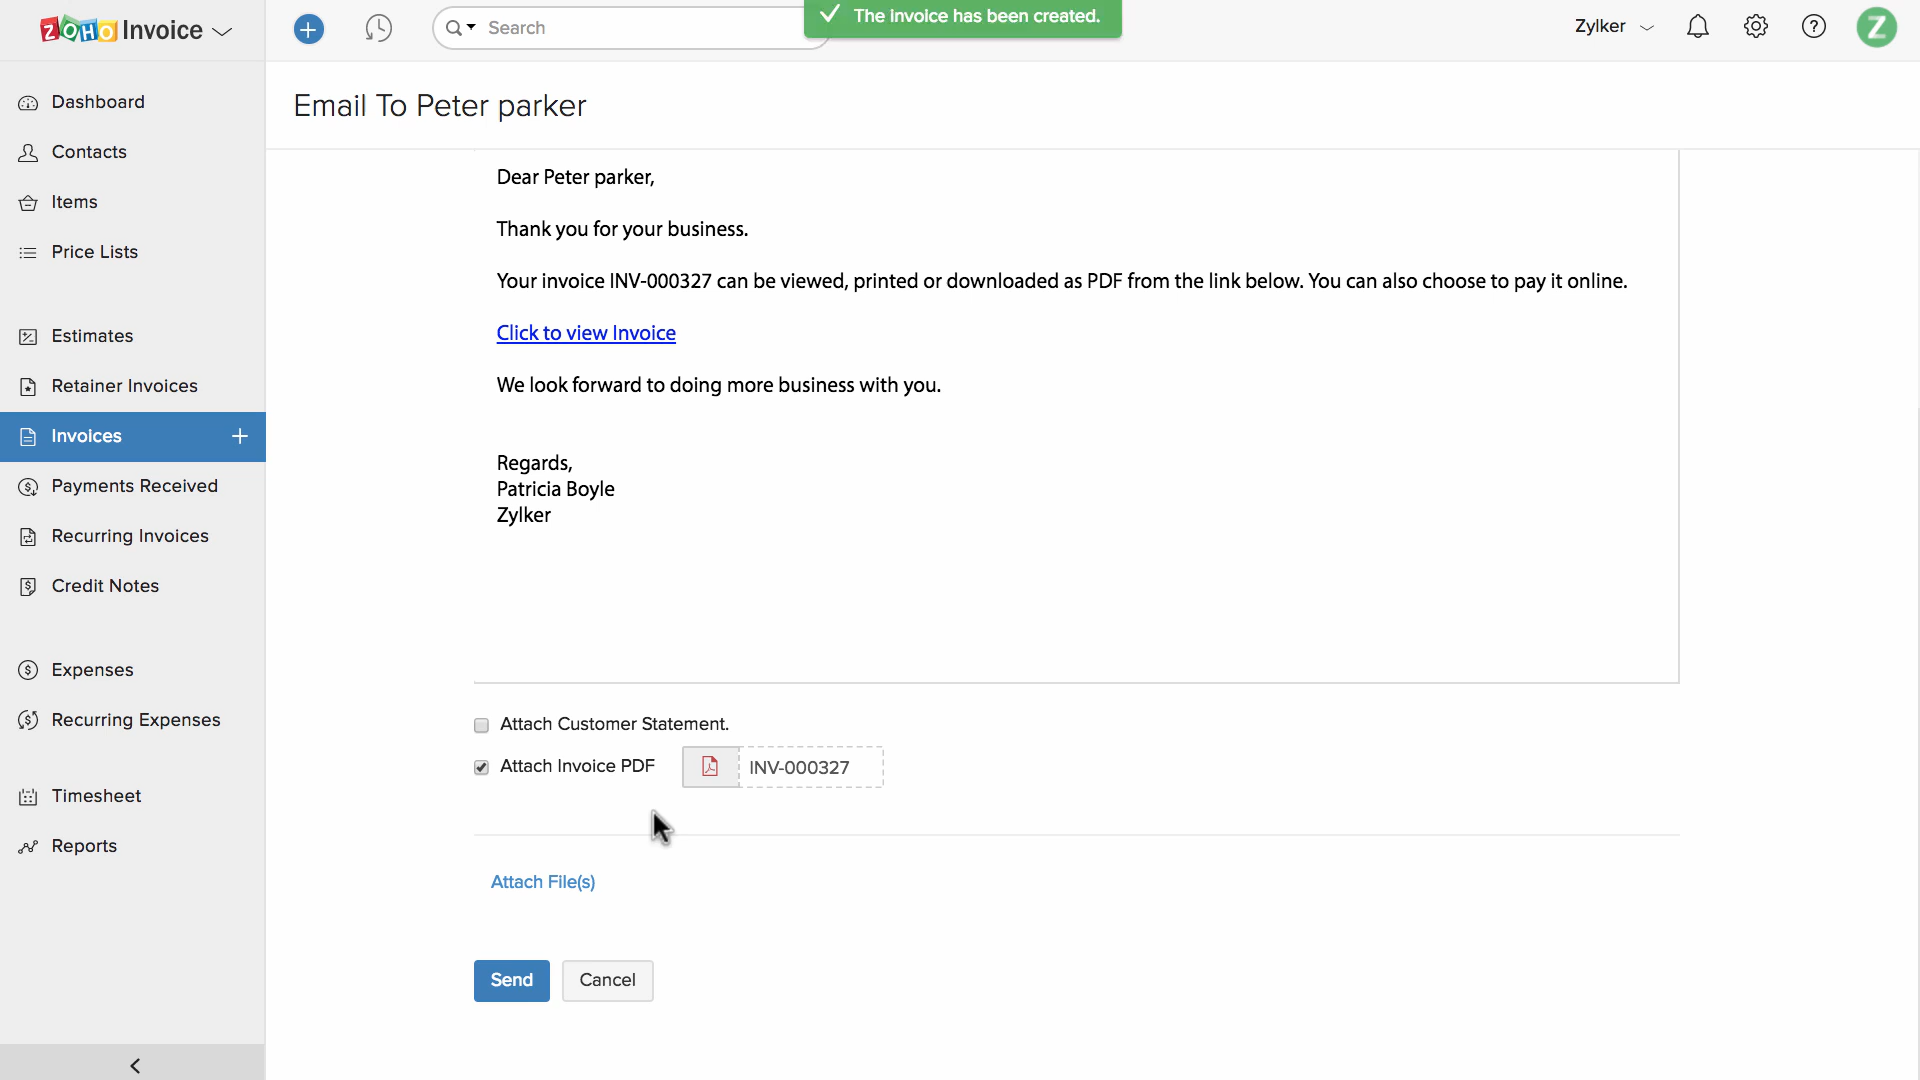 ZOHO Invoice
Search
The invoice has been created.
Zylker
Z
Dashboard
Contacts
Items
Price Lists
Estimates
Retainer Invoices
Invoices
Payments Received
Recurring Invoices
Credit Notes
Expenses
Recurring Expenses
Timesheet
Reports
Email To Peter parker
Dear Peter parker,
Thank you for your business.
Your invoice INV-000327 can be viewed, printed or downloaded as PDF from the link below. You can also choose to pay it online.
Click to view Invoice
We look forward to doing more business with you.
Regards,
Patricia Boyle
Zylker
Attach Customer Statement.
Attach Invoice PDF INV-000327
Attach File(s)
Send Cancel